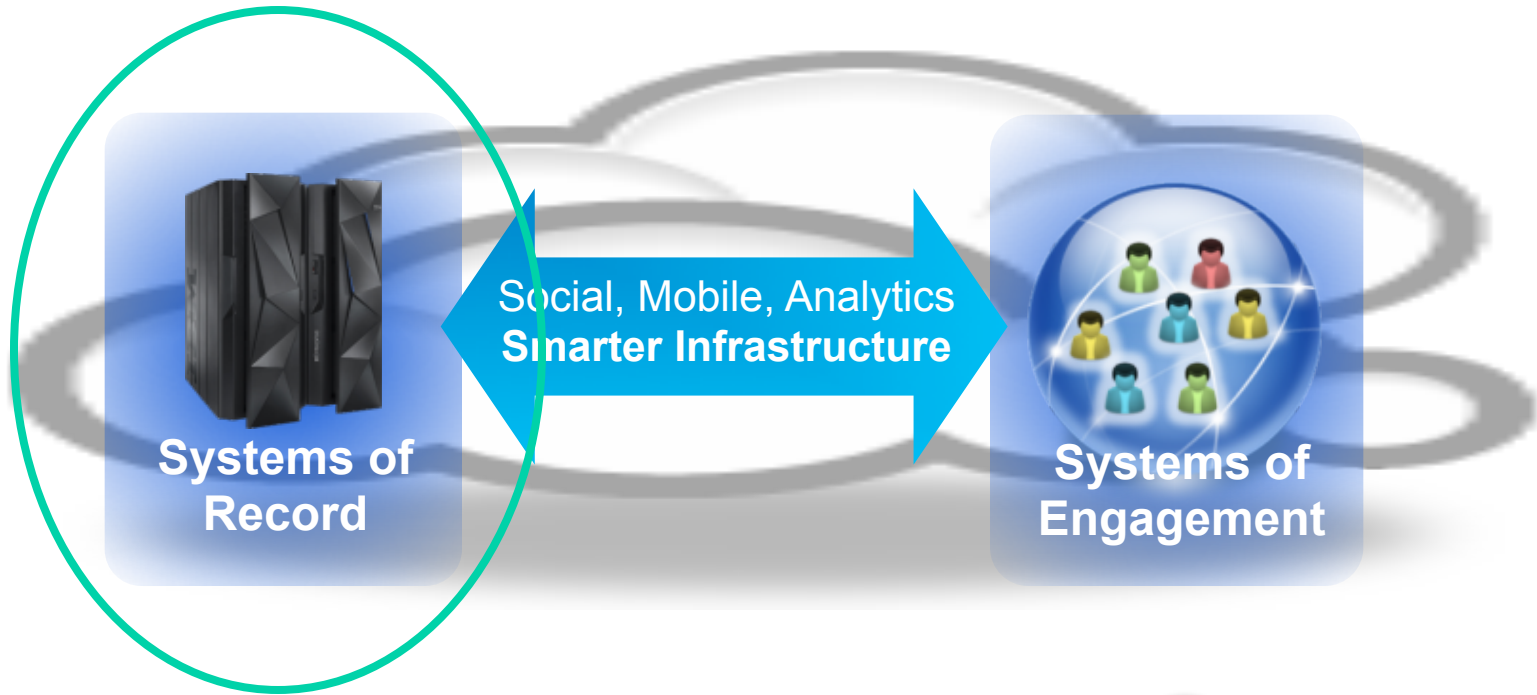 Social, Mobile, Analytics
Smarter Infrastructure
Systems of
Record
Systems of
Engagement